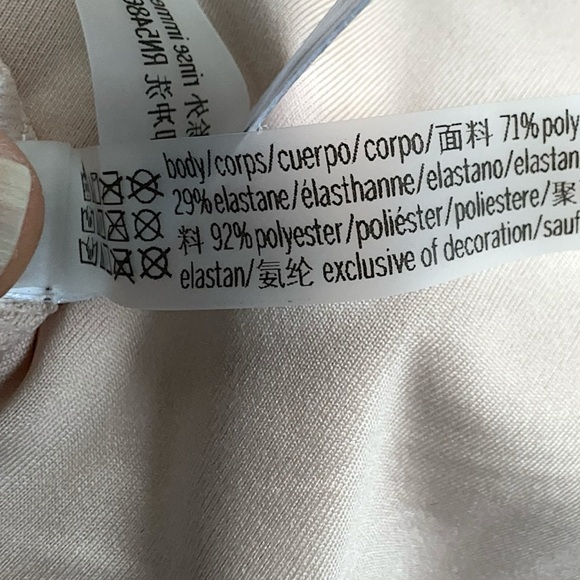 body/corps/cuerpo/corpo/面料 71%poly
29%elastane/élasthanne/elastano/elastan
料 92%polyester/poliéster/poliestere/聚
elastan/氨纶 exclusive of decoration/sauf
rinse